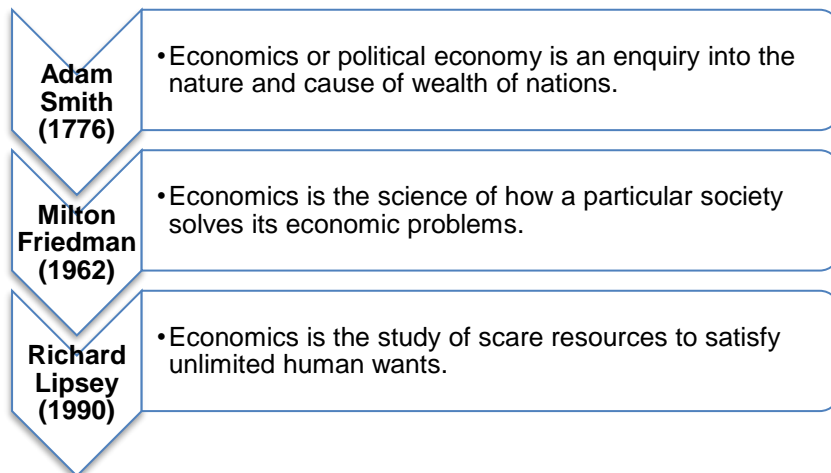 Adam
Smith
(1776)
•Economics or political economy is an enquiry into the
nature and cause of wealth of nations.
Milton
Friedman
(1962)
•Economics is the science of how a particular society
solves its economic problems.
Richard
Lipsey
(1990)
•Economics is the study of scare resources to satisfy
unlimited human wants.